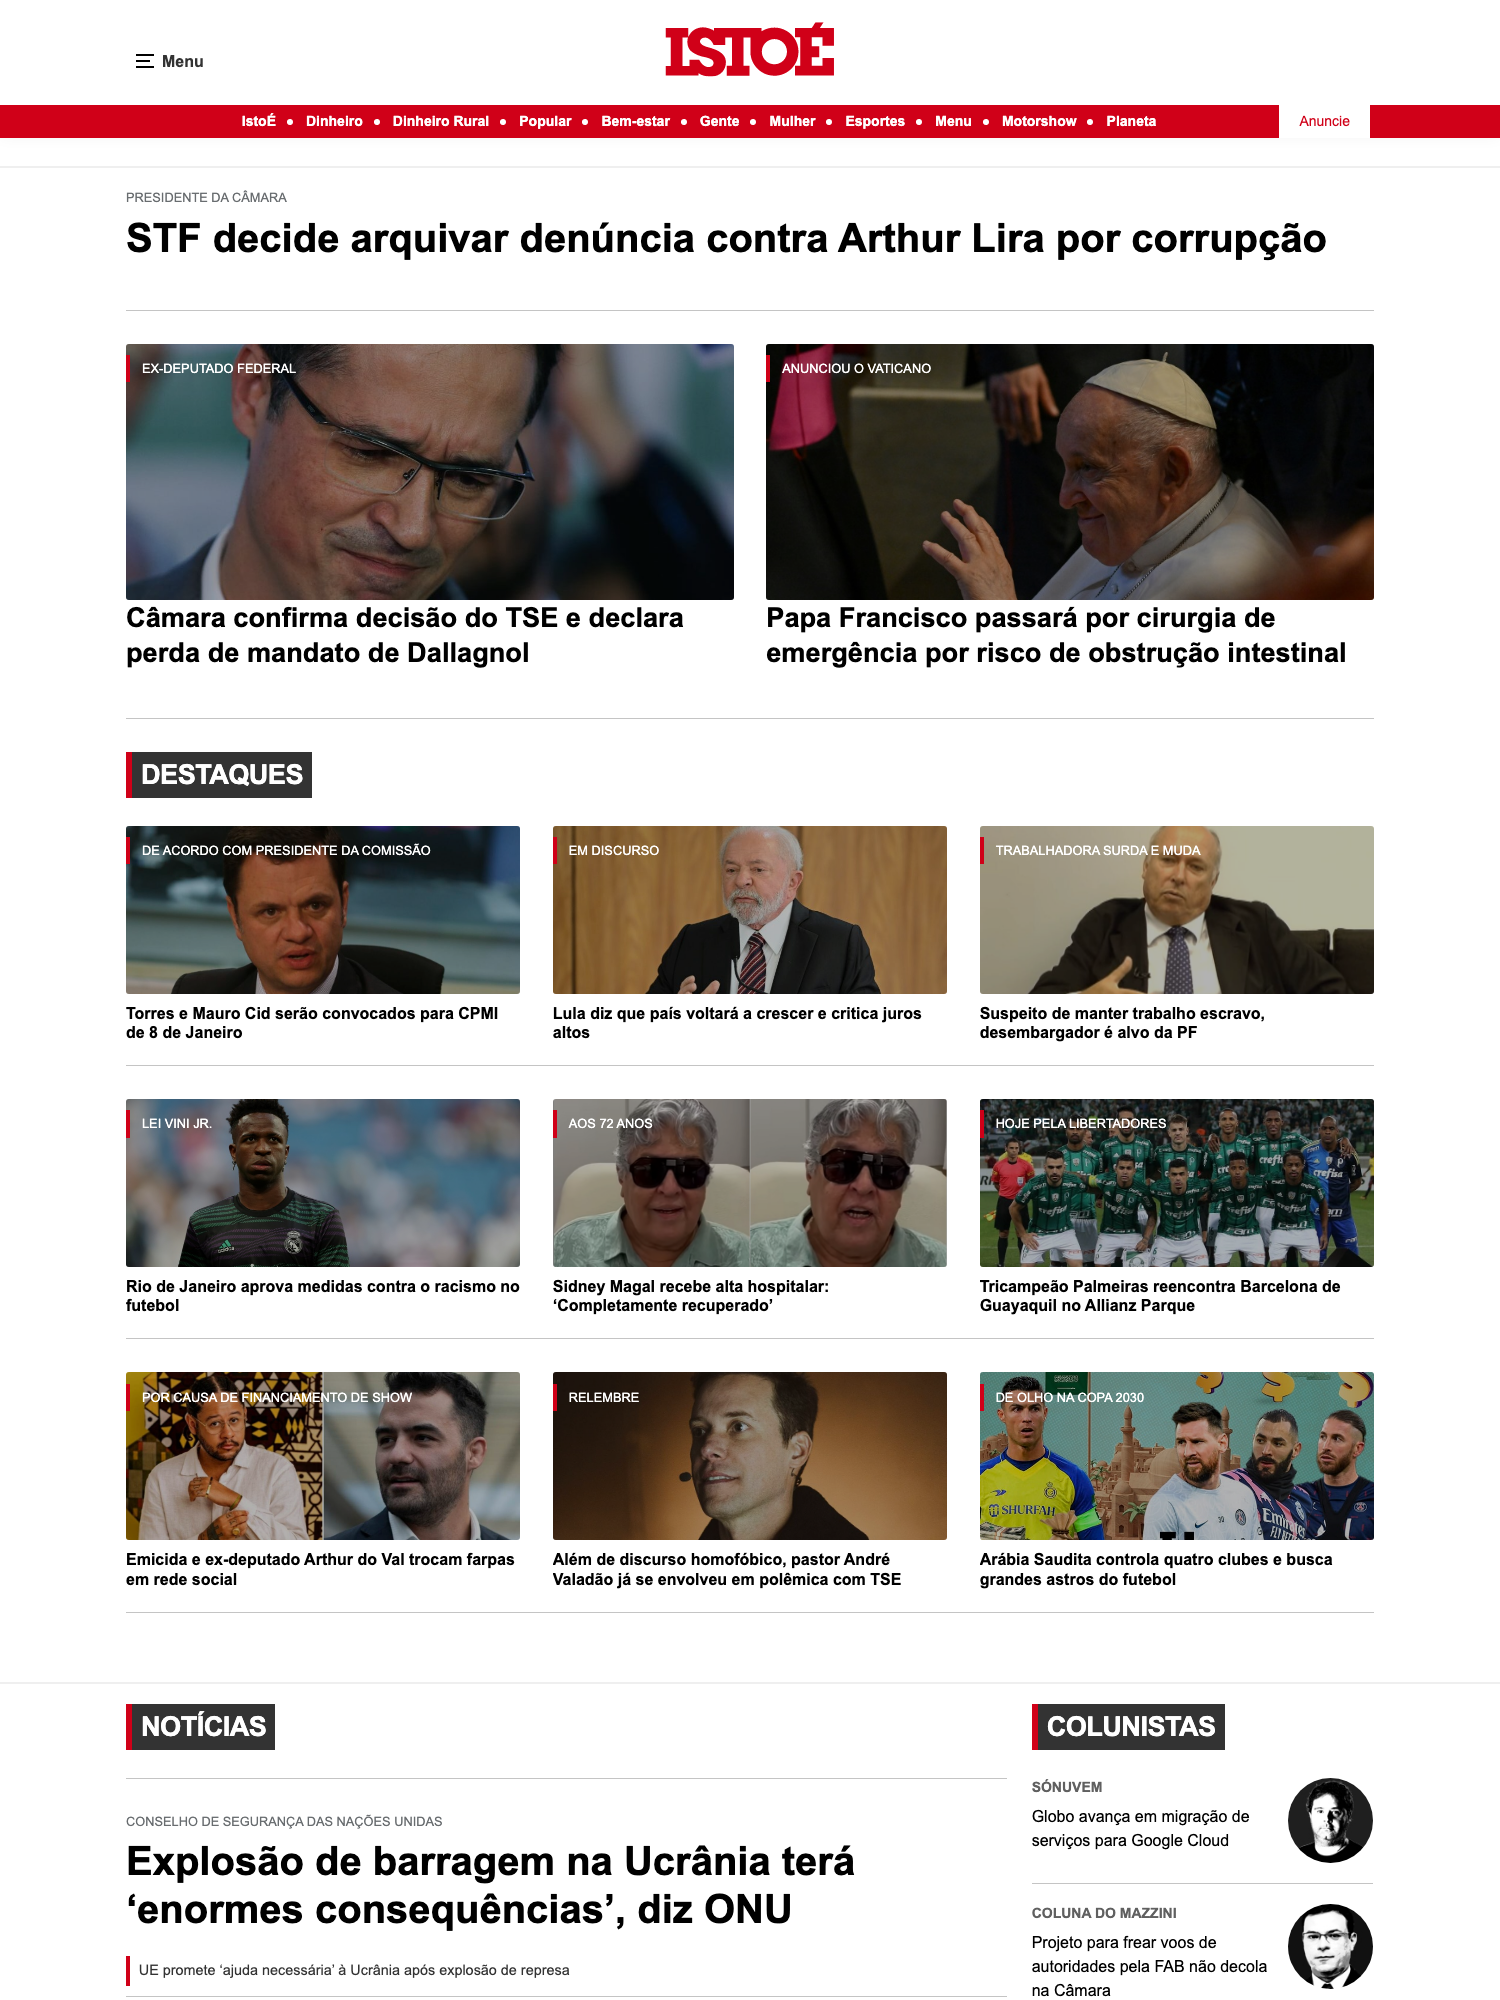 Menu
ISTOÉ
IstoÉ • Dinheiro • Dinheiro Rural • Popular • Bem-estar • Gente • Mulher • Esportes • Menu • Motorshow • Planeta
Anuncie
PRESIDENTE DA CÂMARA
STF decide arquivar denúncia contra Arthur Lira por corrupção
EX-DEPUTADO FEDERAL
Câmara confirma decisão do TSE e declara
perda de mandato de Dallagnol
ANUNCIOU O VATICANO
Papa Francisco passará por cirurgia de
emergência por risco de obstrução intestinal
DESTAQUES
DE ACORDO COM PRESIDENTE DA COMISSÃO
Torres e Mauro Cid serão convocados para CPMI
de 8 de Janeiro
EM DISCURSO
Lula diz que país voltará a crescer e critica juros
altos
TRABALHADORA SURDA E MUDA
Suspeito de manter trabalho escravo,
desembargador é alvo da PF
LEI VINI JR.
Rio de Janeiro aprova medidas contra o racismo no
futebol
AOS 72 ANOS
Sidney Magal recebe alta hospitalar:
‘Completamente recuperado’
HOJE PELA LIBERTADORES
crefisa
Tricampeão Palmeiras reencontra Barcelona de
Guayaquil no Allianz Parque
POR CAUSA DE FINANCIAMENTO DE SHOW
Emicida e ex-deputado Arthur do Val trocam farpas
em rede social
RELEMBRE
Além de discurso homofóbico, pastor André
Valadão já se envolveu em polêmica com TSE
DE OLHO NA COPA 2030
SHURFAH
Arábia Saudita controla quatro clubes e busca
grandes astros do futebol
NOTÍCIAS
CONSELHO DE SEGURANÇA DAS NAÇÕES UNIDAS
Explosão de barragem na Ucrânia terá
‘enormes consequências’, diz ONU
UE promete ‘ajuda necessária’ à Ucrânia após explosão de represa
COLUNISTAS
SÓNUVEM
Globo avança em migração de
serviços para Google Cloud
COLUNA DO MAZZINI
Projeto para frear voos de
autoridades pela FAB não decola
na Câmara